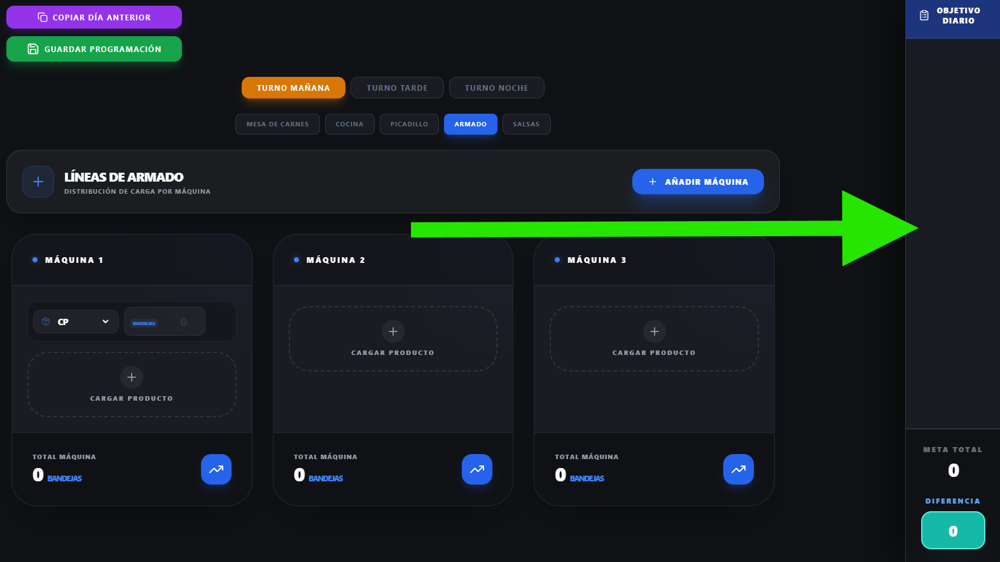 COPIAR DÍA ANTERIOR
GUARDAR PROGRAMACIÓN
TURNO MAÑANA
TURNO TARDE
TURNO NOCHE
MESA DE CARNES
COCINA
PICADILLO
ARMADO
SALSAS
LÍNEAS DE ARMADO
DISTRIBUCIÓN DE CARGA POR MÁQUINA
AÑADIR MÁQUINA
MÁQUINA 1
CP
BANDEJAS 0
CARGAR PRODUCTO
TOTAL MÁQUINA
0 BANDEJAS
MÁQUINA 2
CARGAR PRODUCTO
TOTAL MÁQUINA
0 BANDEJAS
MÁQUINA 3
CARGAR PRODUCTO
TOTAL MÁQUINA
0 BANDEJAS
OBJETIVO
DIARIO
META TOTAL
0
DIFERENCIA
0